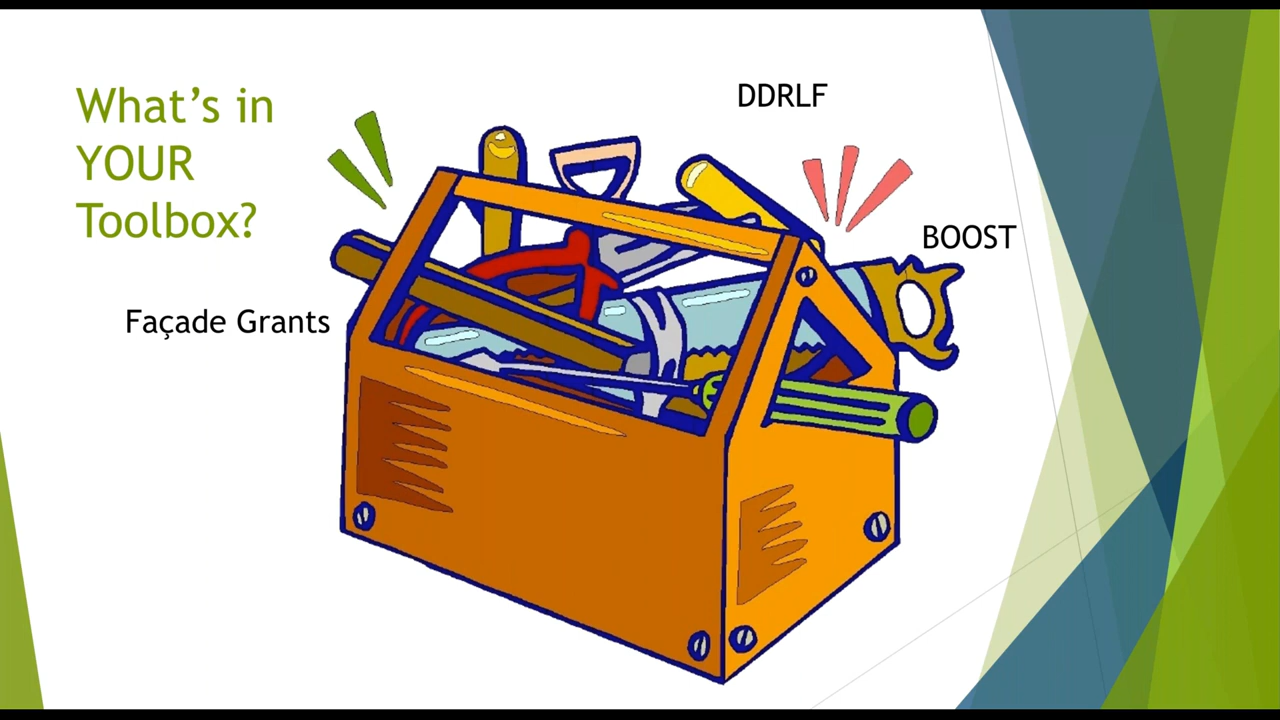 What's in
YOUR
Toolbox?
DDRLF
BOOST
Façade Grants